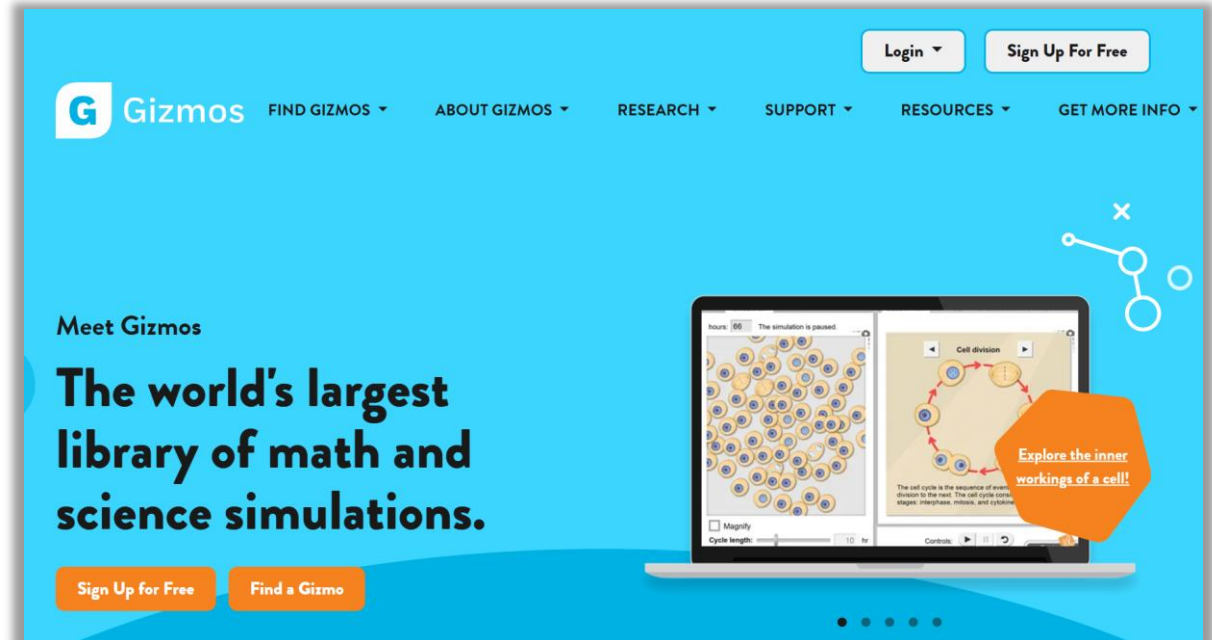 Login
Sign Up For Free
G Gizmos
FIND GIZMOS
ABOUT GIZMOS
RESEARCH
SUPPORT
RESOURCES
GET MORE INFO
Meet Gizmos
The world's largest
library of math and
science simulations.
Sign Up for Free
Find a Gizmo
hours: 66 The simulation is paused.
Magnify
Cycle length: 10 hr
Cell division
The cell cycle is the sequence of
division to the next. The cell cycle
stages: interphase, mitosis, and
Controls:
Explore the inner
workings of a cell!